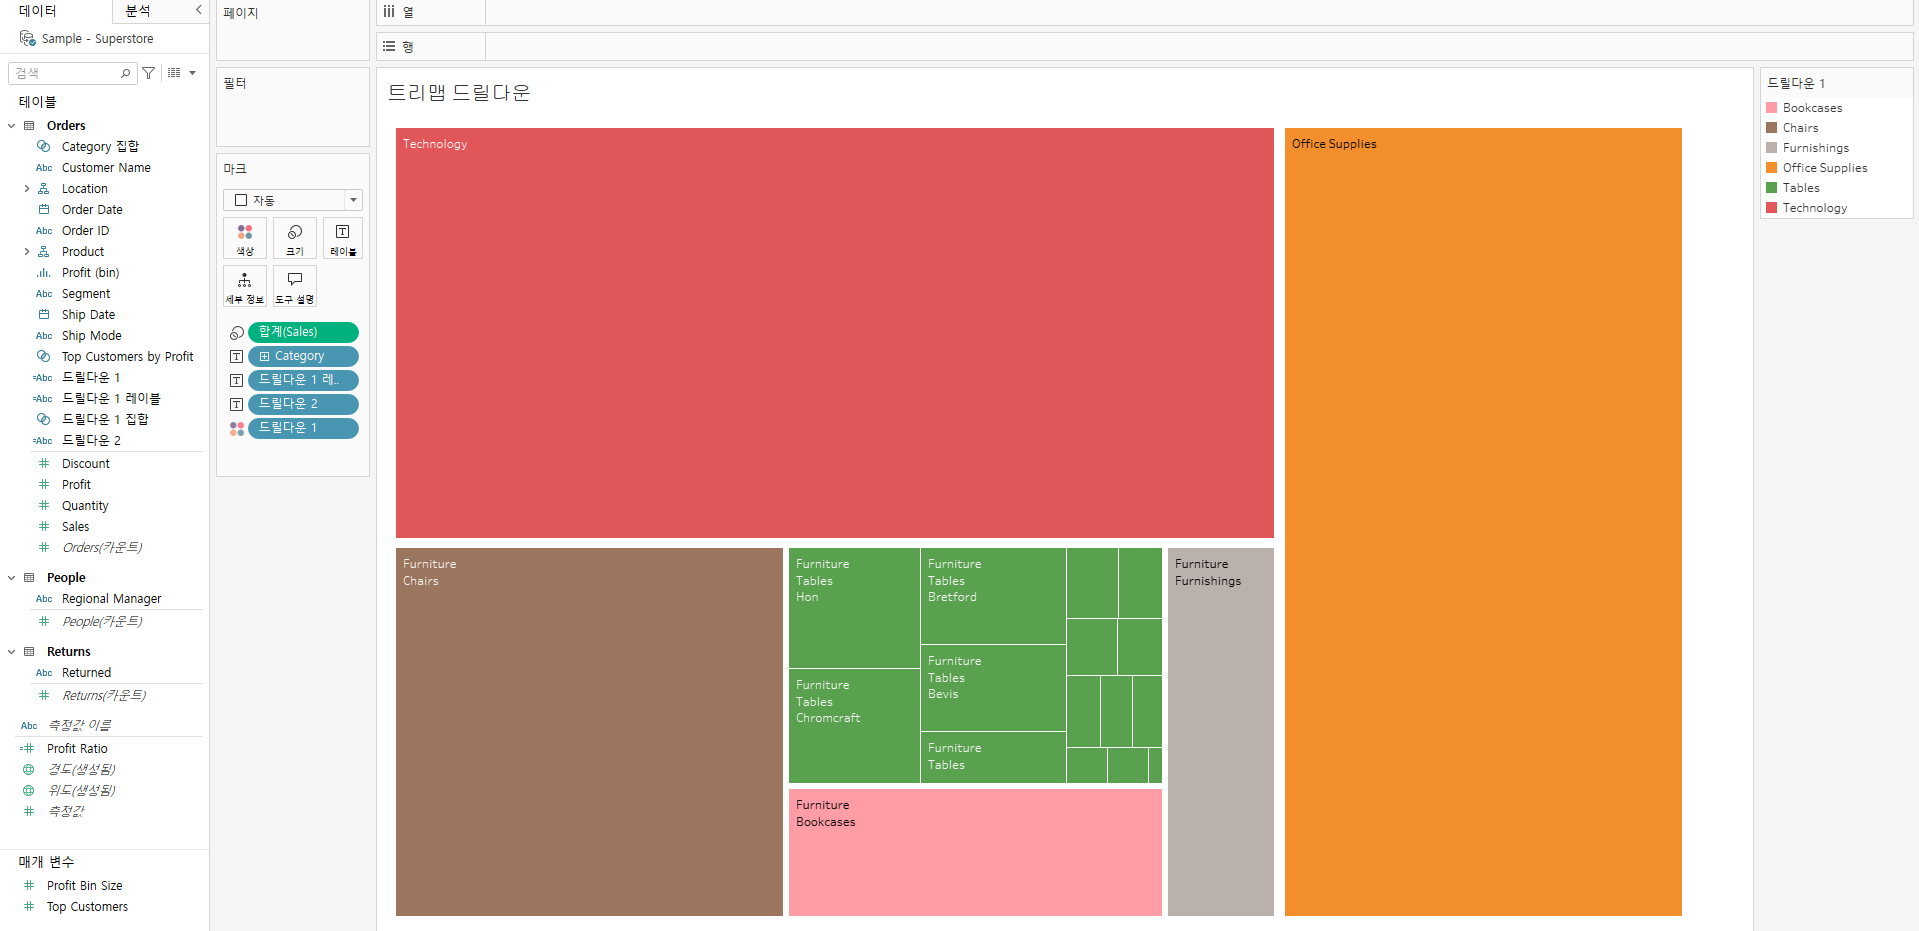 데이터
분석
Sample - Superstore
검색
테이블
Orders
Category 집합
Abc Customer Name
Location
Order Date
Abc Order ID
Product
Profit (bin)
Abc Segment
Ship Date
Abc Ship Mode
Top Customers by Profit
=Abc 드릴다운 1
=Abc 드릴다운 1 레이블
드릴다운 1 집합
=Abc 드릴다운 2
# Discount
# Profit
# Quantity
# Sales
# Orders(카운트)
People
Abc Regional Manager
# People(카운트)
Returns
Abc Returned
# Returns(카운트)
Abc 측정값 이름
=# Profit Ratio
경도(생성됨)
위도(생성됨)
# 측정값
매개 변수
# Profit Bin Size
# Top Customers
페이지
필터
마크
자동
색상
크기
T
레이블
세부 정보
도구 설명
합계(Sales)
T Category
T 드릴다운 1 레..
T 드릴다운 2
드릴다운 1
열
행
트리맵 드릴다운
Technology
Office Supplies
Furniture
Chairs
Furniture
Tables
Hon
Furniture
Tables
Bretford
Furniture
Tables
Chromcraft
Furniture
Tables
Bevis
Furniture
Tables
Furniture
Bookcases
Furniture
Furnishings
드릴다운 1
Bookcases
Chairs
Furnishings
Office Supplies
Tables
Technology